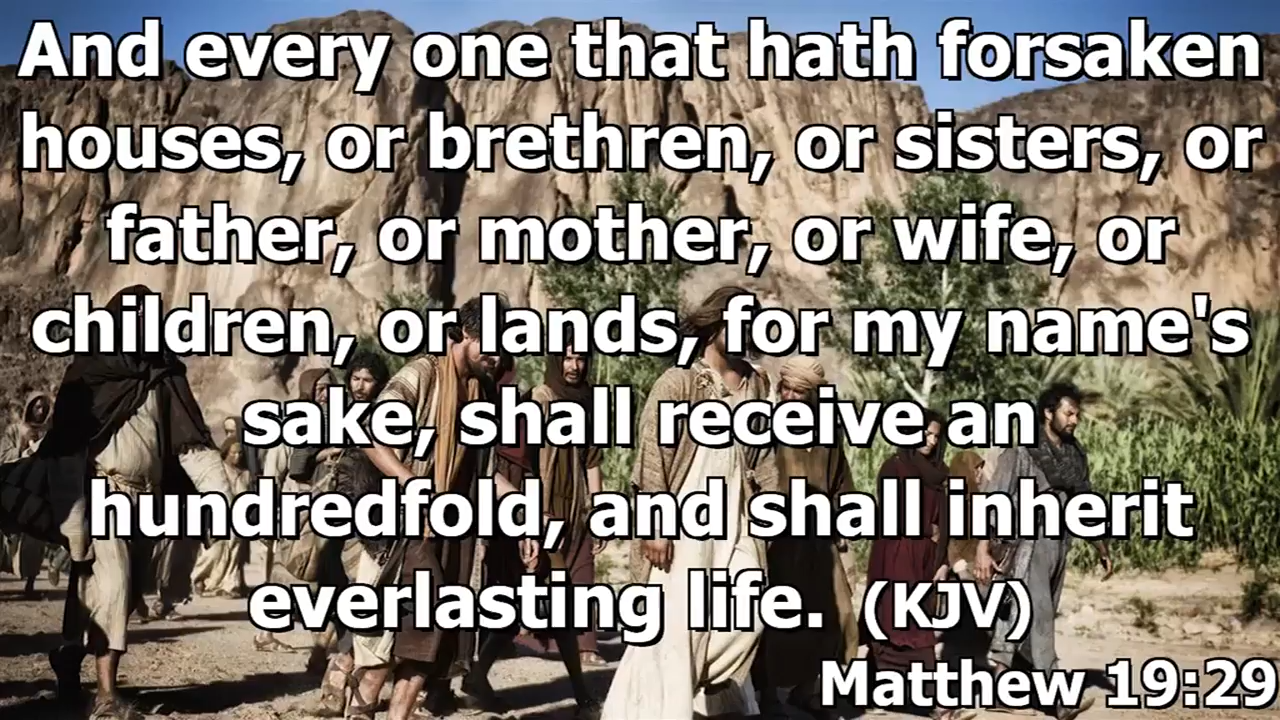 And every one that hath forsaken
houses, or brethren, or sisters, or
father, or mother, or wife, or
children, or lands, for my name's
sake, shall receive an
hundredfold, and shall inherit
everlasting life. (KJV)
Matthew 19:29